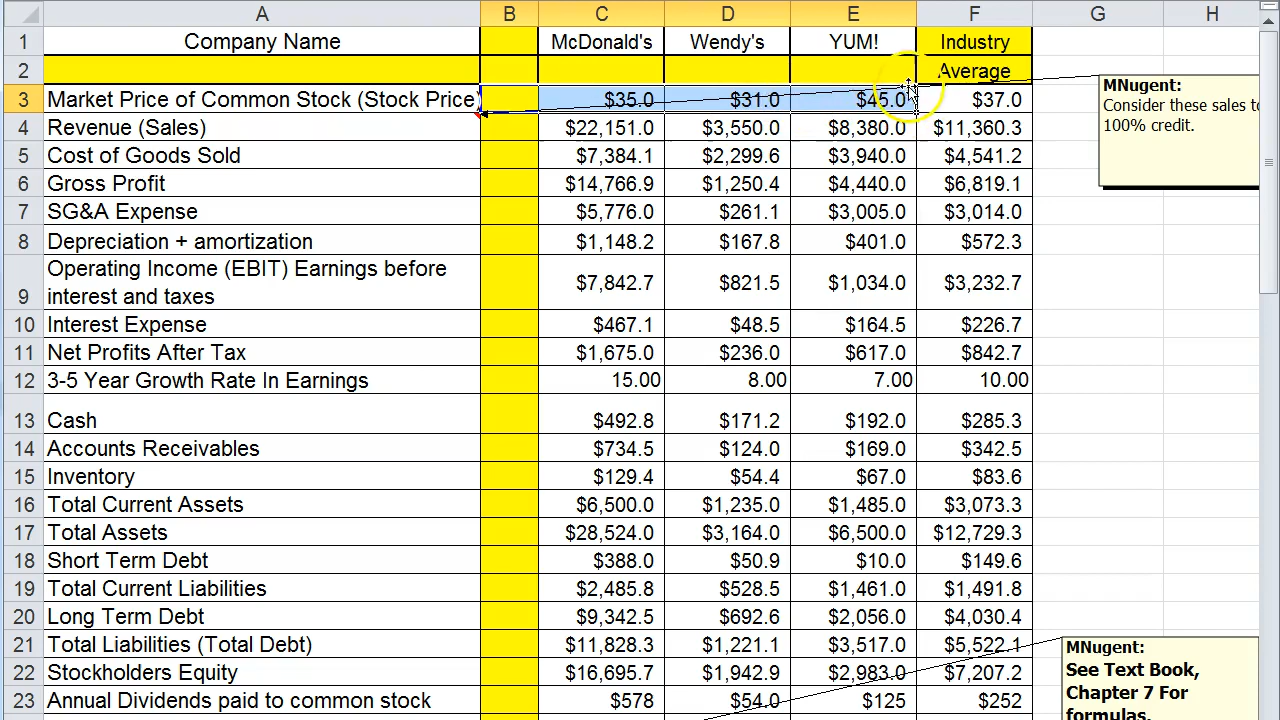 A B C D E F G H
1 Company Name McDonald's Wendy's YUM! Industry
2 Average
MNugent:
3 Market Price of Common Stock (Stock Price) $35.0 $31.0 $45.0 $37.0
Consider these sales to
100% credit.
4 Revenue (Sales) $22,151.0 $3,550.0 $8,380.0 $11,360.3
5 Cost of Goods Sold $7,384.1 $2,299.6 $3,940.0 $4,541.2
6 Gross Profit $14,766.9 $1,250.4 $4,440.0 $6,819.1
7 SG&A Expense $5,776.0 $261.1 $3,005.0 $3,014.0
8 Depreciation + amortization $1,148.2 $167.8 $401.0 $572.3
Operating Income (EBIT) Earnings before
9 interest and taxes $7,842.7 $821.5 $1,034.0 $3,232.7
10 Interest Expense $467.1 $48.5 $164.5 $226.7
11 Net Profits After Tax $1,675.0 $236.0 $617.0 $842.7
12 3-5 Year Growth Rate In Earnings 15.00 8.00 7.00 10.00
13 Cash $492.8 $171.2 $192.0 $285.3
14 Accounts Receivables $734.5 $124.0 $169.0 $342.5
15 Inventory $129.4 $54.4 $67.0 $83.6
16 Total Current Assets $6,500.0 $1,235.0 $1,485.0 $3,073.3
17 Total Assets $28,524.0 $3,164.0 $6,500.0 $12,729.3
18 Short Term Debt $388.0 $50.9 $10.0 $149.6
19 Total Current Liabilities $2,485.8 $528.5 $1,461.0 $1,491.8
20 Long Term Debt $9,342.5 $692.6 $2,056.0 $4,030.4
21 Total Liabilities (Total Debt) $11,828.3 $1,221.1 $3,517.0 $5,522.1
MNugent:
22 Stockholders Equity $16,695.7 $1,942.9 $2,983.0 $7,207.2
See Text Book,
Chapter 7 For
formulas.
23 Annual Dividends paid to common stock $578 $54.0 $125 $252